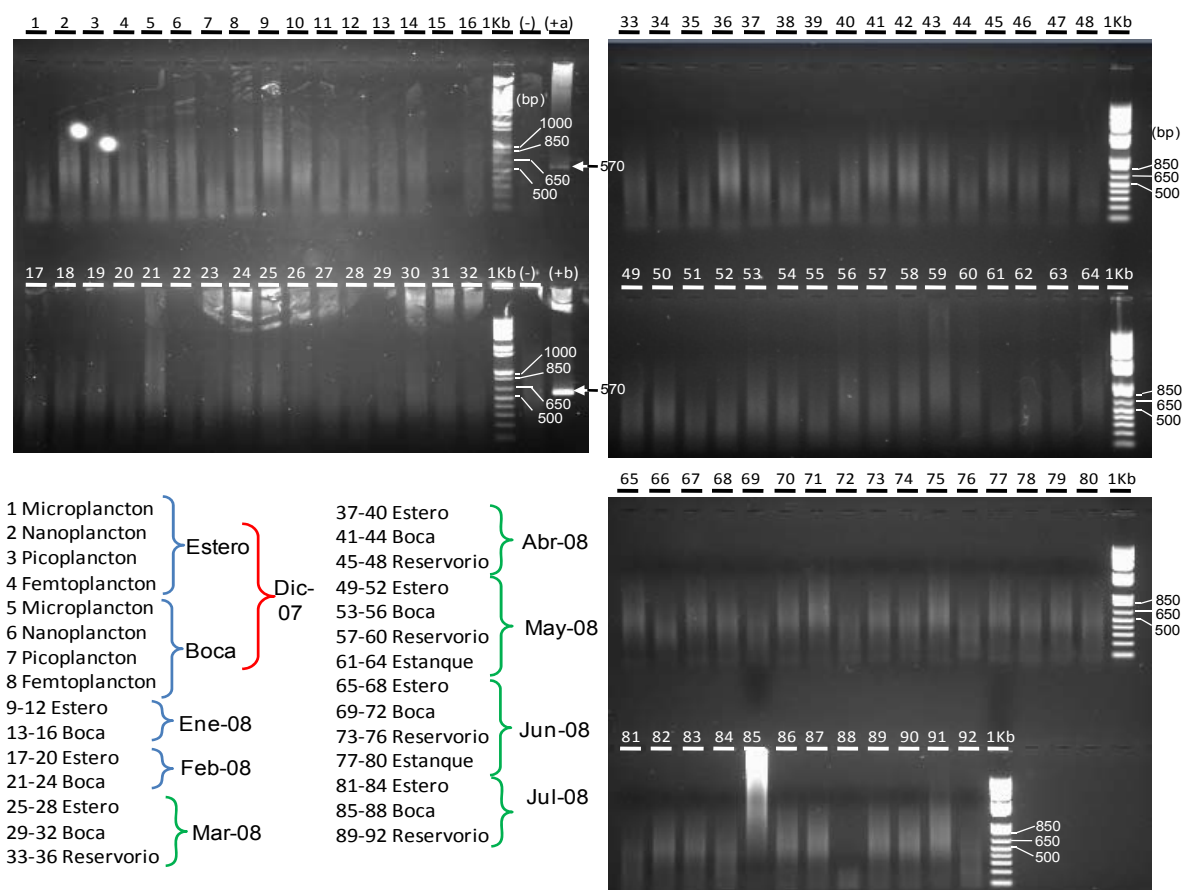 1 2 3 4 5 6 7 8 9 10 11 12 13 14 15 16 1Kb (-) (+a)
(bp)
1000
850
570
650
500
17 18 19 20 21 22 23 24 25 26 27 28 29 30 31 32 1Kb (-) (+b)
1000
850
570
650
500
33 34 35 36 37 38 39 40 41 42 43 44 45 46 47 48 1Kb
(bp)
850
650
500
49 50 51 52 53 54 55 56 57 58 59 60 61 62 63 64 1Kb
850
650
500
65 66 67 68 69 70 71 72 73 74 75 76 77 78 79 80 1Kb
850
650
500
81 82 83 84 85 86 87 88 89 90 91 92 1Kb
850
650
500
1 Microplancton
2 Nanoplancton
3 Picoplancton
4 Femtoplancton
Estero
5 Microplancton
6 Nanoplancton
7 Picoplancton
8 Femtoplancton
Boca
Dic-
07
9-12 Estero
13-16 Boca
Ene-08
17-20 Estero
21-24 Boca
Feb-08
25-28 Estero
29-32 Boca
33-36 Reservorio
Mar-08
37-40 Estero
41-44 Boca
45-48 Reservorio
Abr-08
49-52 Estero
53-56 Boca
57-60 Reservorio
61-64 Estanque
May-08
65-68 Estero
69-72 Boca
73-76 Reservorio
77-80 Estanque
Jun-08
81-84 Estero
85-88 Boca
89-92 Reservorio
Jul-08